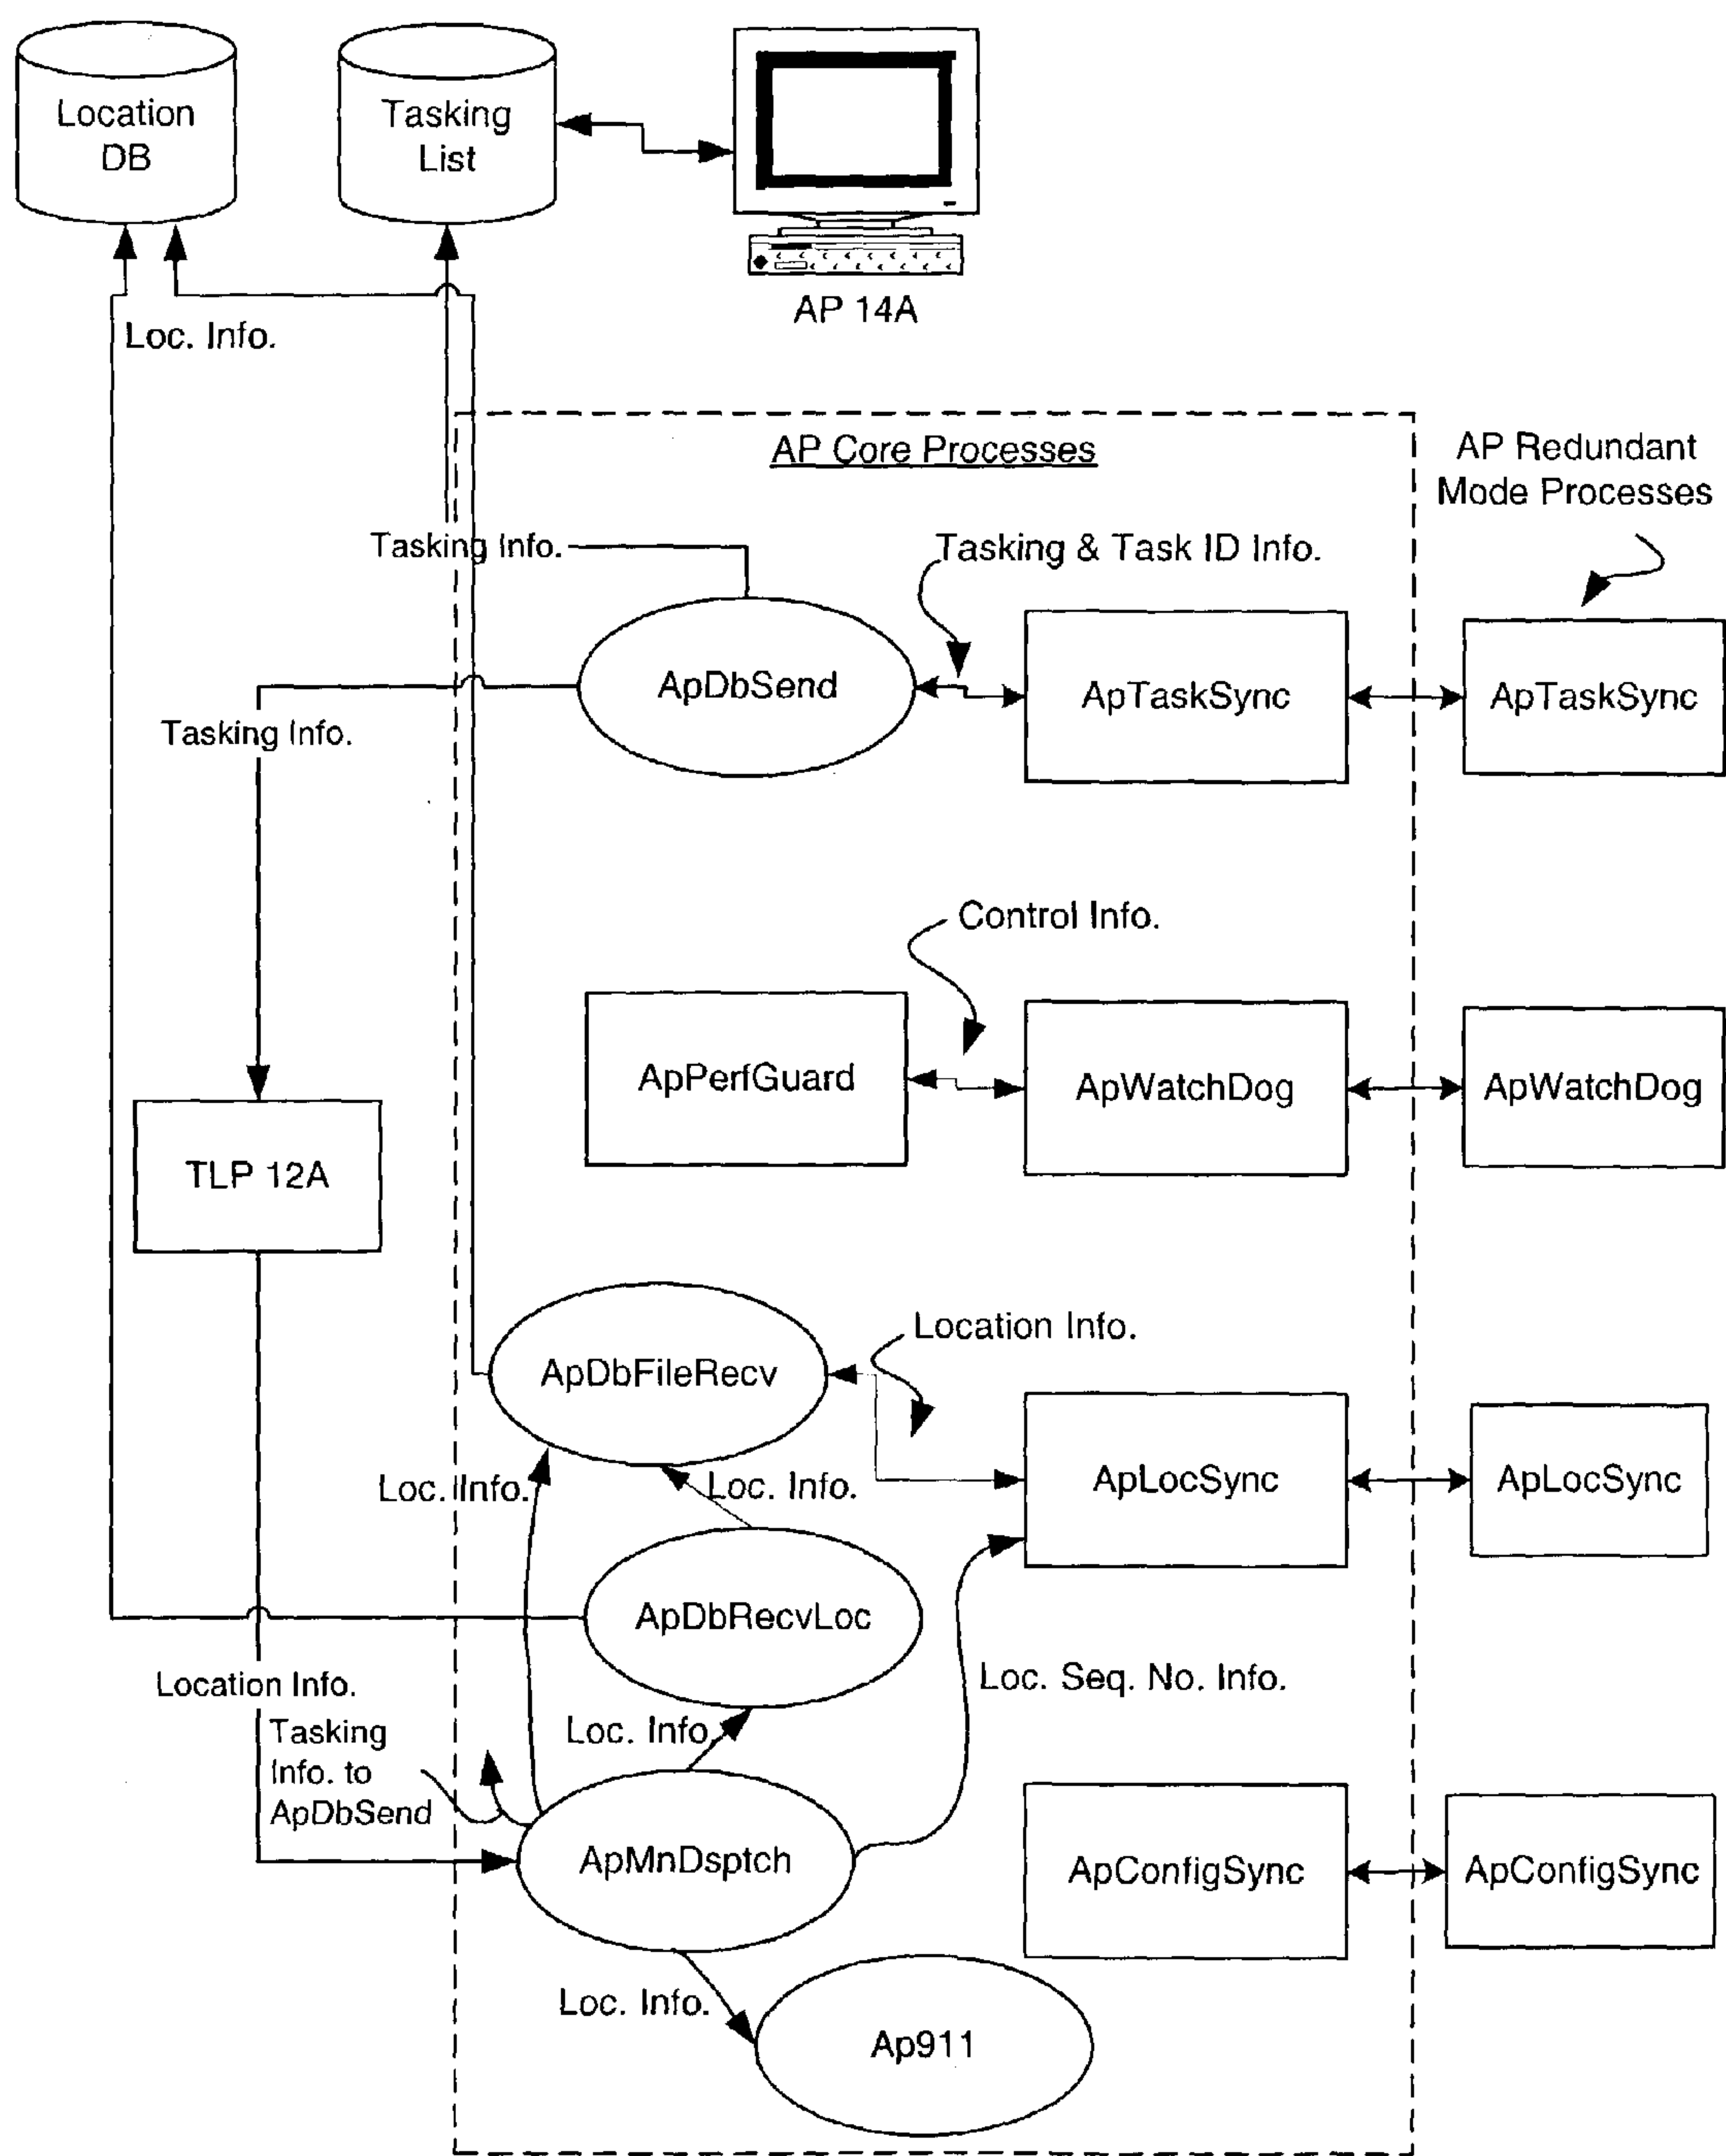 Location
DB
Tasking
List
AP 14A
Loc. Info.
AP Core Processes
AP Redundant
Mode Processes
Tasking Info.
Tasking & Task ID Info.
ApDbSend
ApTaskSync
ApTaskSync
Tasking Info.
Control Info.
ApPerfGuard
ApWatchDog
ApWatchDog
TLP 12A
Location Info.
ApDbFileRecv
Loc. Info.
Loc. Info.
ApLocSync
ApLocSync
ApDbRecvLoc
Location Info.
Loc. Seq. No. Info.
Tasking
Info. to
ApDbSend
Loc. Info.
ApMnDsptch
ApConfigSync
ApConfigSync
Loc. Info.
Ap911